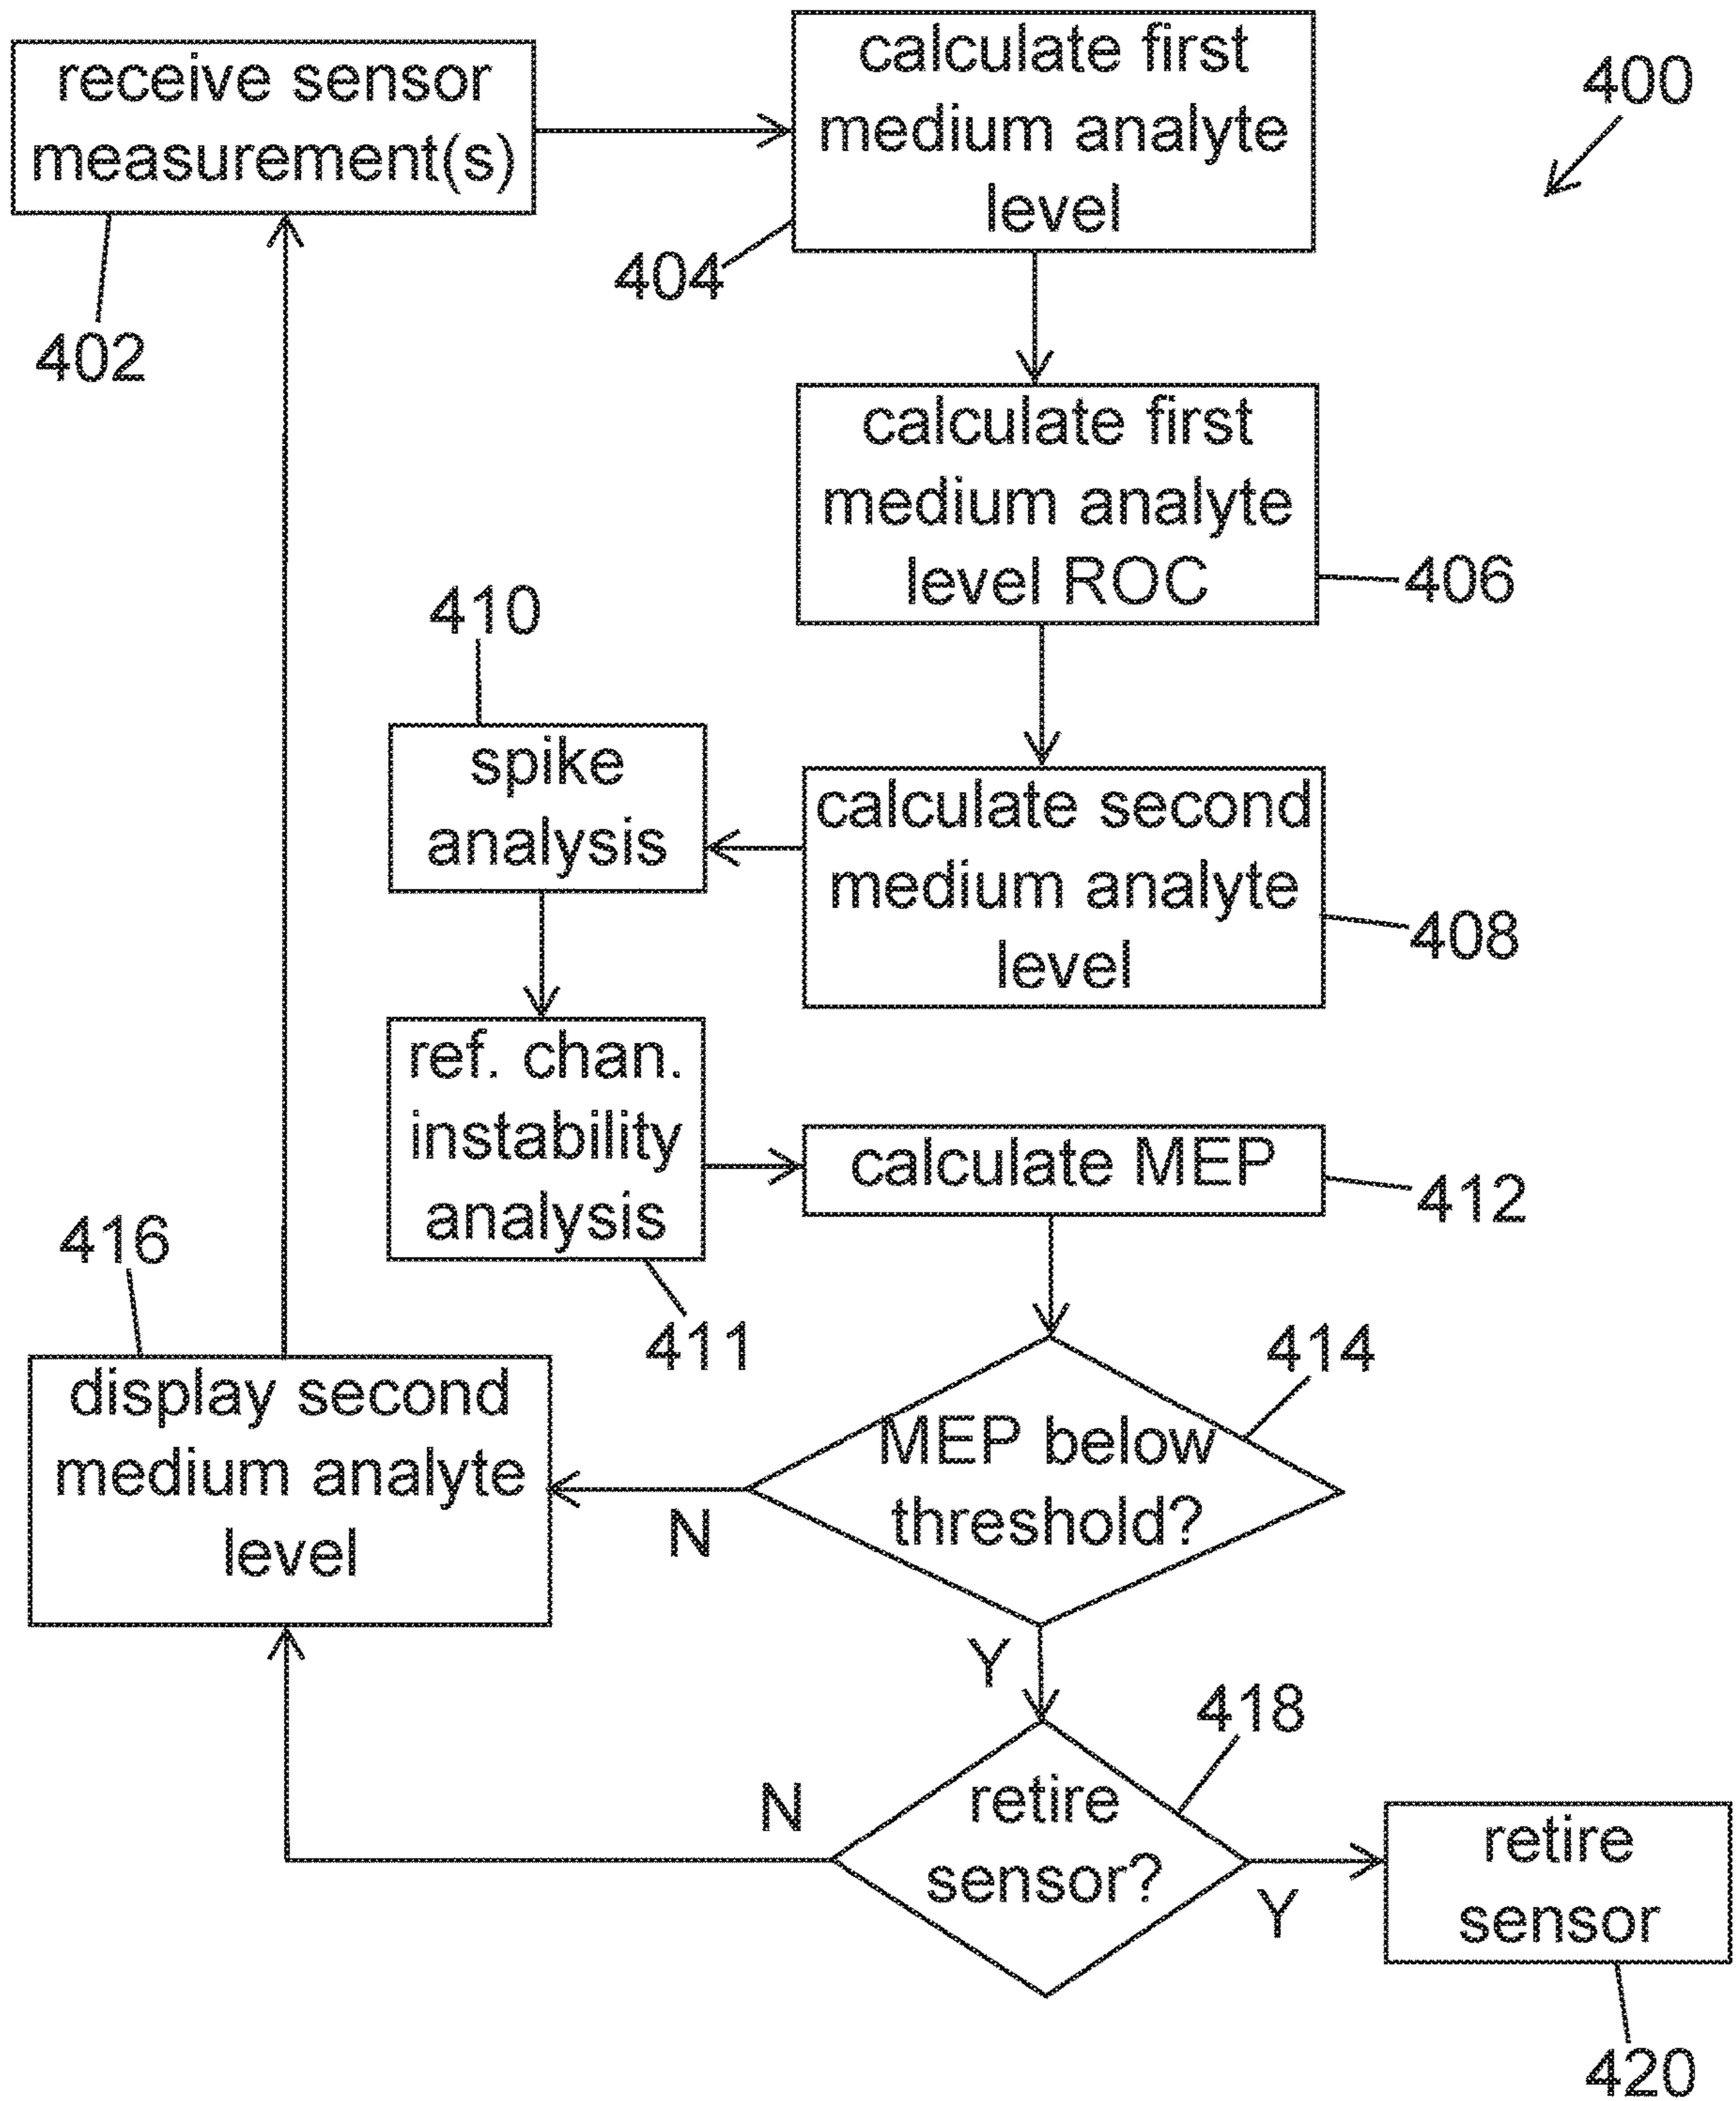 receive sensor
measurement(s)
402
calculate first
medium analyte
level
404
400
calculate first
medium analyte
level ROC
406
410
spike
analysis
calculate second
medium analyte
level
408
ref. chan.
instability
analysis
411
calculate MEP
412
416
display second
medium analyte
level
414
MEP below
threshold?
N
Y
418
retire
sensor?
N
Y
retire
sensor
420